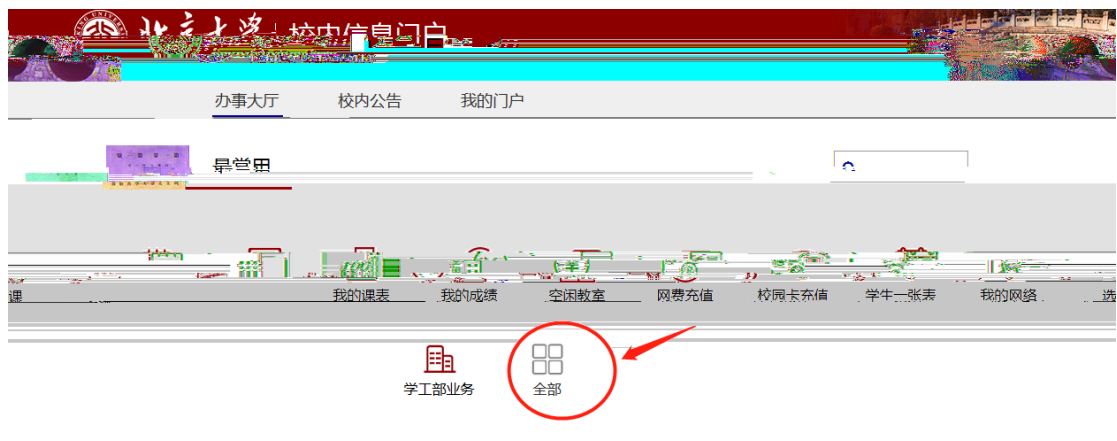 北京大学 校内信息门户
办事大厅 校内公告 我的门户
最常用
课 我的课表 我的成绩 空闲教室 网费充值 校园卡充值 学生一张表 我的网络 选
学工部业务 全部